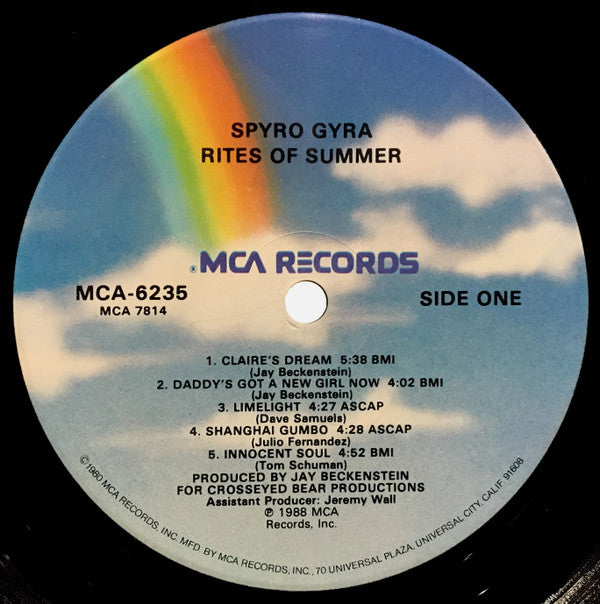 SPYRO GYRA
RITES OF SUMMER
®MCA RECORDS
MCA-6235
MCA 7814
SIDE ONE
1. CLAIRE'S DREAM 5:38 BMI
(Jay Beckenstein)
2. DADDY'S GOT A NEW GIRL NOW 4:02 BMI
(Jay Beckenstein)
3. LIMELIGHT 4:27 ASCAP
(Dave Samuels)
4. SHANGHAI GUMBO 4:28 ASCAP
(Julio Fernandez)
5. INNOCENT SOUL 4:52 BMI
(Tom Schuman)
PRODUCED BY JAY BECKENSTEIN
FOR CROSSEYED BEAR PRODUCTIONS
Assistant Producer: Jeremy Wall
℗ 1988 MCA
Records, Inc.
©1980 MCA RECORDS, INC. MFD. BY MCA RECORDS, INC., 70 UNIVERSAL PLAZA, UNIVERSAL CITY, CALIF. 91608